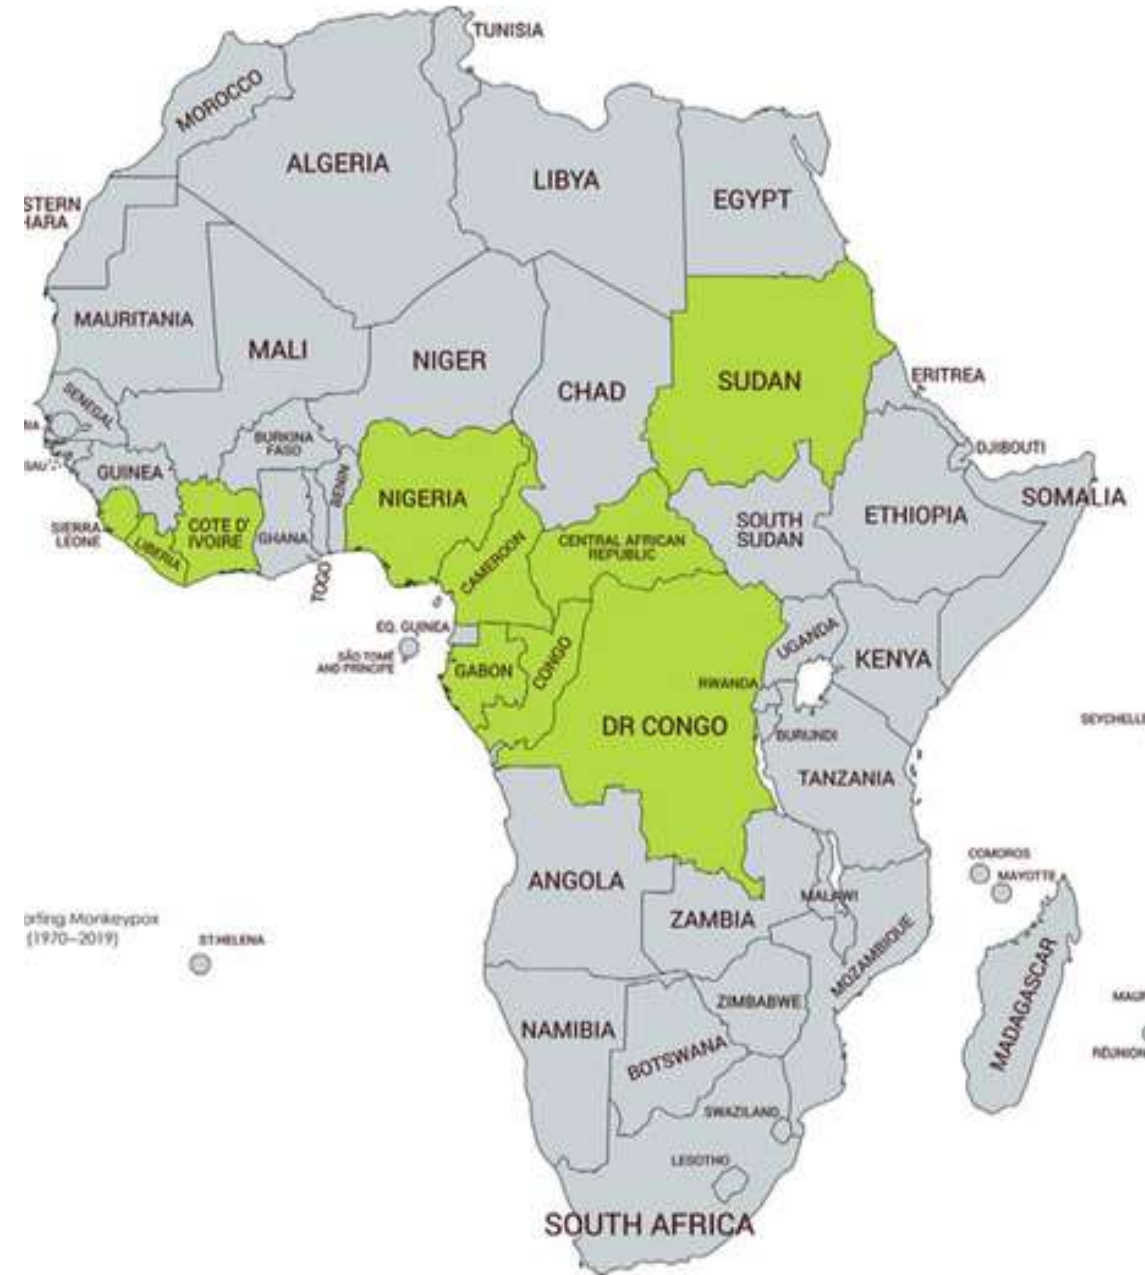 TUNISIA
MOROCCO
ALGERIA
LIBYA
EGYPT
STERN
HARA
MAURITANIA
MALI
NIGER
CHAD
SUDAN
ERITREA
SENEGAL
BURKINA
FASO
DJIBOUTI
GUINEA
BENIN
NIGERIA
SOMALIA
SIERRA
LEONE
LIBERIA
COTE D'
IVOIRE
GHANA
TOGO
CAMEROON
CENTRAL AFRICAN
REPUBLIC
SOUTH
SUDAN
ETHIOPIA
EQ. GUINEA
SÃO TOMÉ
AND PRINCIPE
GABON
CONGO
UGANDA
KENYA
RWANDA
DR CONGO
BURUNDI
SEYCHELLE
TANZANIA
ANGOLA
ZAMBIA
MALAWI
COMOROS
MAYOTTE
orting Monkeypox
(1970–2019)
ST.HELENA
MOZAMBIQUE
MADAGASCAR
ZIMBABWE
NAMIBIA
BOTSWANA
RÉUNION
SWAZILAND
LESOTHO
SOUTH AFRICA